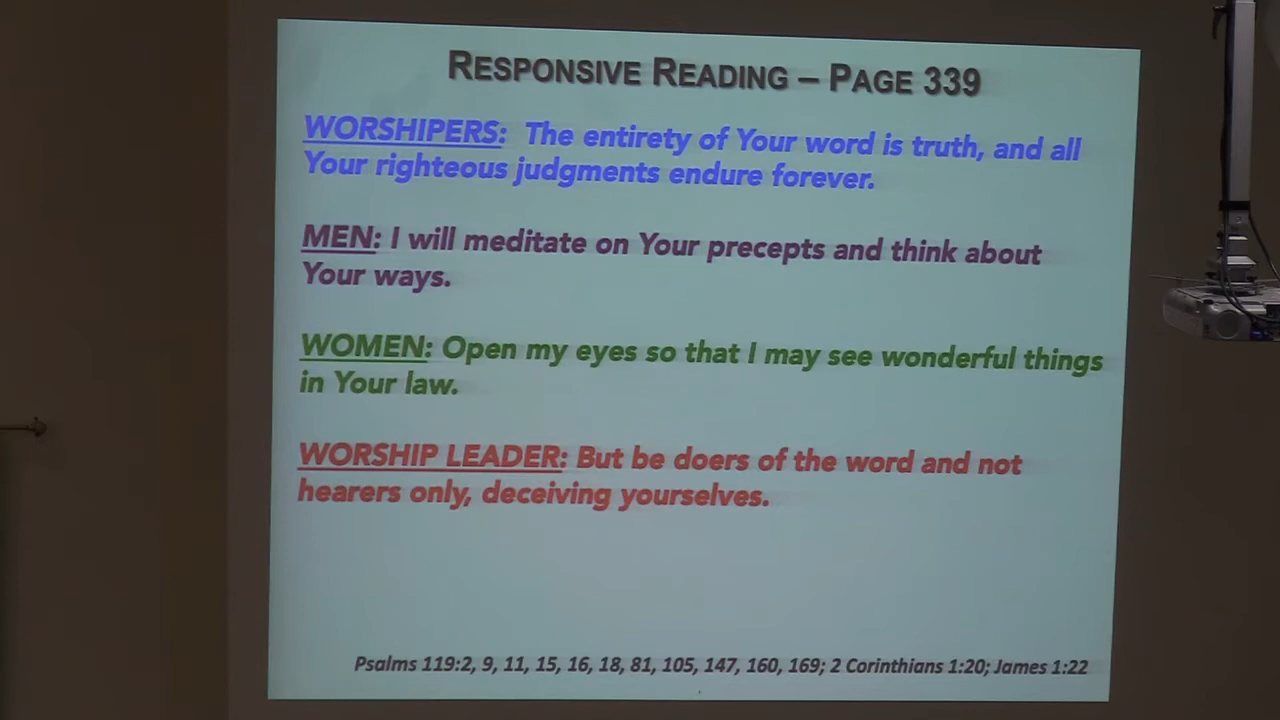 RESPONSIVE READING – PAGE 339
WORSHIPERS: The entirety of Your word is truth, and all
Your righteous judgments endure forever.
MEN: I will meditate on Your precepts and think about
Your ways.
WOMEN: Open my eyes so that I may see wonderful things
in Your law.
WORSHIP LEADER: But be doers of the word and not
hearers only, deceiving yourselves.
Psalms 119:2, 9, 11, 15, 16, 18, 81, 105, 147, 160, 169; 2 Corinthians 1:20; James 1:22